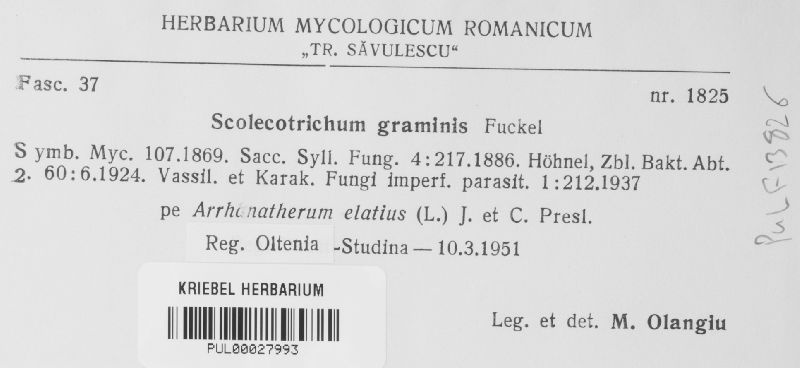 HERBARIUM MYCOLOGICUM ROMANICUM
„TR. SĂVULESCU“
Fasc. 37
nr. 1825
Scolecotrichum graminis Fuckel
Symb. Myc. 107.1869. Sacc. Syll. Fung. 4:217.1886. Höhnel, Zbl. Bakt. Abt.
2. 60:6.1924. Vassil. et Karak. Fungi imperf. parasit. 1:212.1937
pe Arrhenatherum elatius (L.) J. et C. Presl.
Reg. Oltenia -Studina — 10.3.1951
Leg. et det. M. Olangiu
KRIEBEL HERBARIUM
PUL00027993
PULF13826